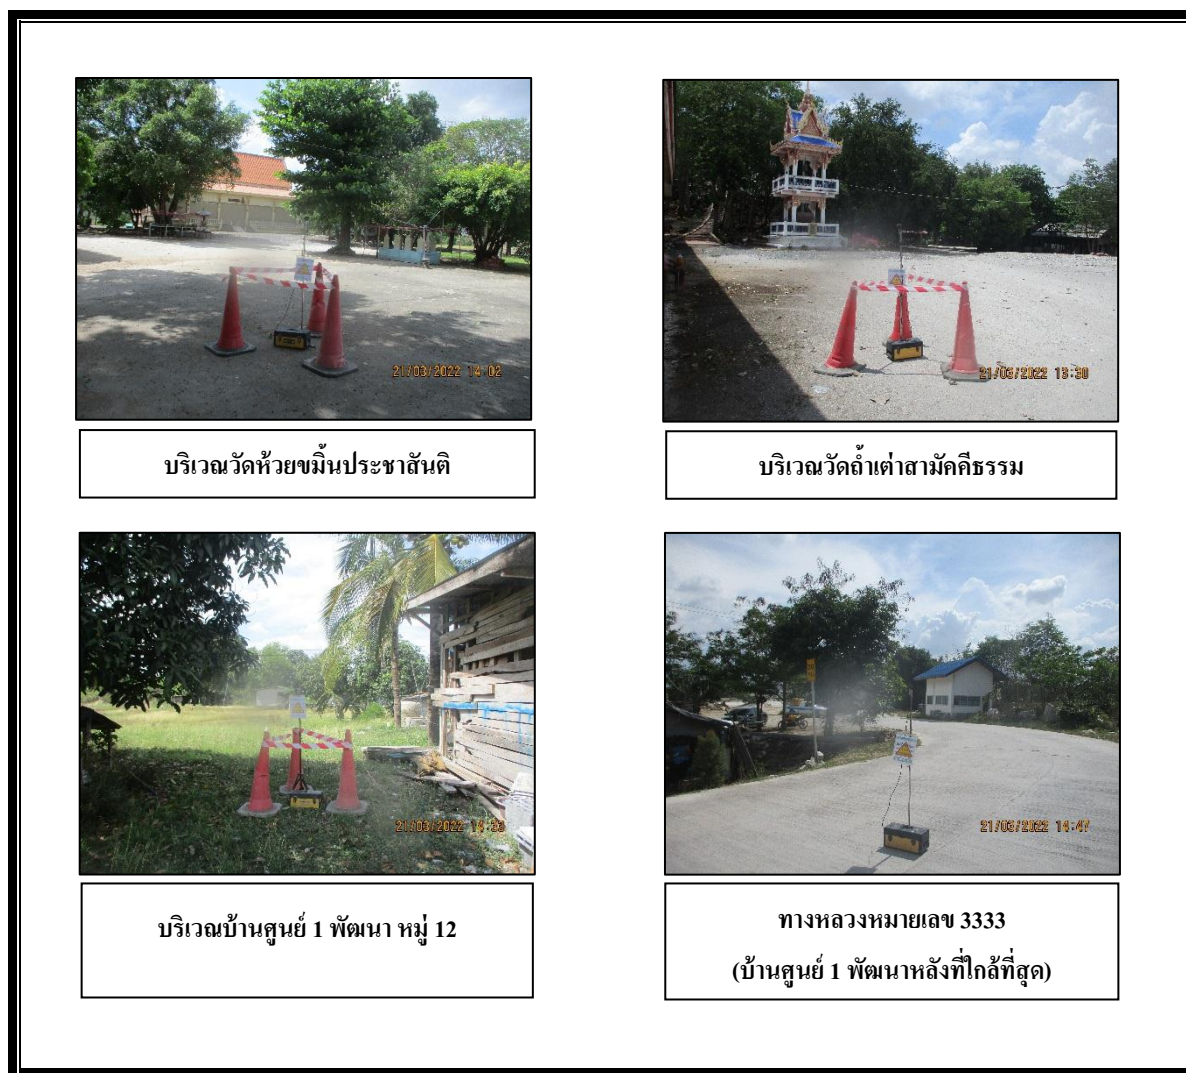 21/03/2022 14:02
21/03/2022 13:30
บริเวณวัดห้วยขมิ้นประชาสันติ
บริเวณวัดถ้ำเต่าสามัคคีธรรม
21/03/2022 14:33
21/03/2022 14:47
บริเวณบ้านศูนย์ 1 พัฒนา หมู่ 12
ทางหลวงหมายเลข 3333
(บ้านศูนย์ 1 พัฒนาหลังที่ใกล้ที่สุด)